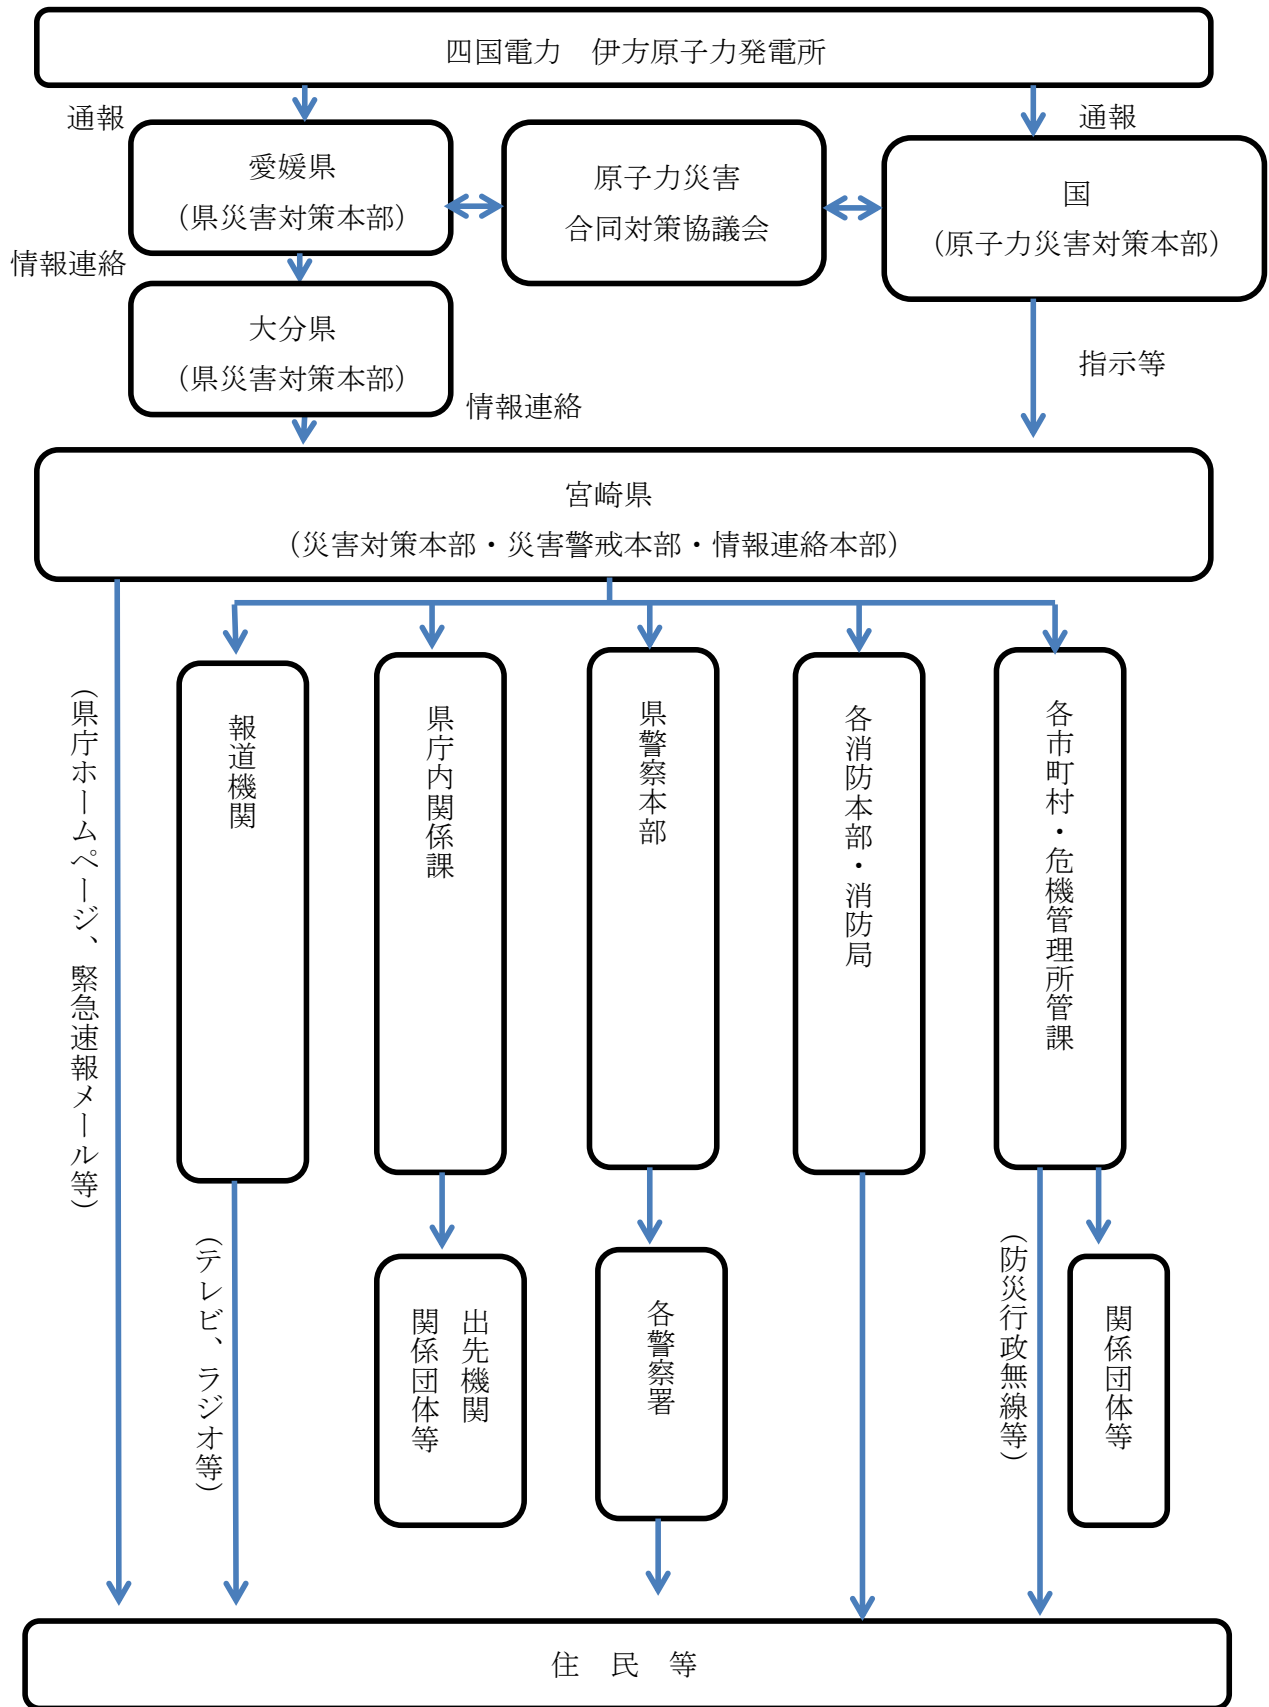 四国電力　伊方原子力発電所
通報
通報
愛媛県
（県災害対策本部）
原子力災害
合同対策協議会
国
（原子力災害対策本部）
情報連絡
大分県
（県災害対策本部）
指示等
情報連絡
宮崎県
（災害対策本部・災害警戒本部・情報連絡本部）
（県庁ホームページ、緊急速報メール等）
報道機関
県庁内関係課
県警察本部
各消防本部・消防局
各市町村・危機管理所管課
（テレビ、ラジオ等）
出先機関
関係団体等
各警察署
（防災行政無線等）
関係団体等
住　民　等